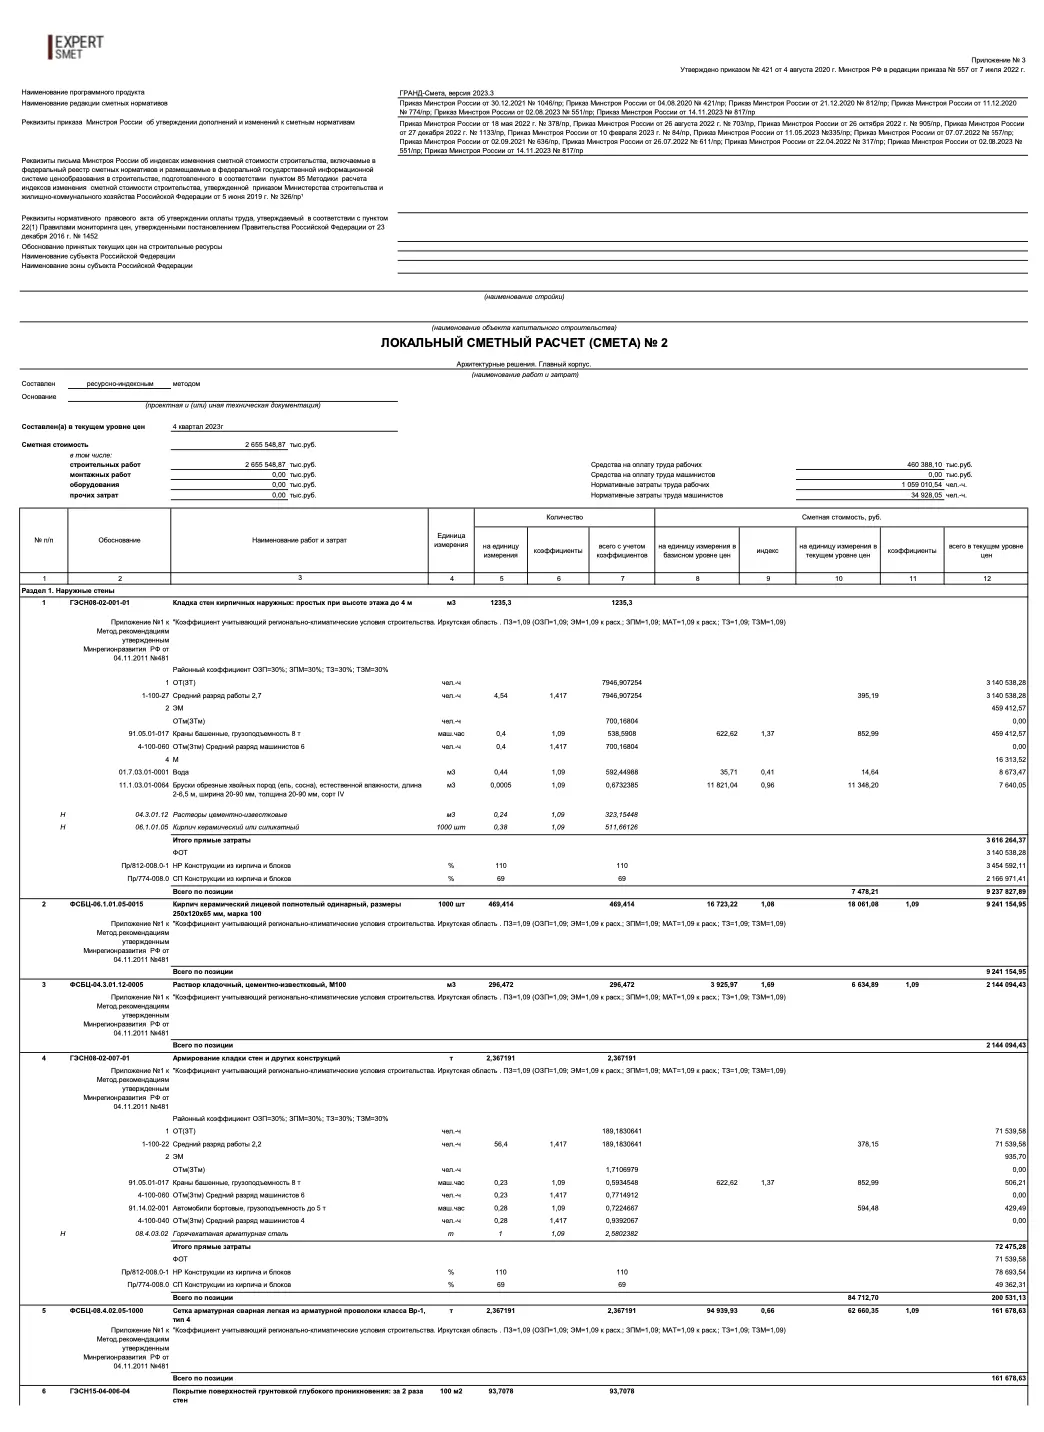 EXPERT
SMET
Приложение № 3
Утверждено приказом № 421 от 4 августа 2020 г. Минстроя РФ в редакции приказа № 557 от 7 июля 2022 г.
Наименование программного продукта ГРАНД-Смета, версия 2023.3
Наименование редакции сметных нормативов Приказ Минстроя России от 30.12.2021 № 1046/пр; Приказ Минстроя России от 04.08.2020 № 421/пр; Приказ Минстроя России от 21.12.2020 № 812/пр; Приказ Минстроя России от 11.12.2020
№ 774/пр; Приказ Минстроя России от 02.08.2023 № 551/пр; Приказ Минстроя России от 14.11.2023 № 817/пр
Реквизиты приказа Минстроя России об утверждении дополнений и изменений к сметным нормативам Приказ Минстроя России от 18 мая 2022 г. № 378/пр, Приказ Минстроя России от 26 августа 2022 г. № 703/пр, Приказ Минстроя России от 26 октября 2022 г. № 905/пр, Приказ Минстроя России
от 27 декабря 2022 г. № 1133/пр, Приказ Минстроя России от 10 февраля 2023 г. № 84/пр, Приказ Минстроя России от 11.05.2023 №335/пр; Приказ Минстроя России от 07.07.2022 № 557/пр;
Приказ Минстроя России от 02.09.2021 № 636/пр, Приказ Минстроя России от 26.07.2022 № 611/пр; Приказ Минстроя России от 22.04.2022 № 317/пр; Приказ Минстроя России от 02.08.2023 №
551/пр; Приказ Минстроя России от 14.11.2023 № 817/пр
Реквизиты письма Минстроя России об индексах изменения сметной стоимости строительства, включаемые в
федеральный реестр сметных нормативов и размещаемые в федеральной государственной информационной
системе ценообразования в строительстве, подготовленного в соответствии пунктом 85 Методики расчета
индексов изменения сметной стоимости строительства, утвержденной приказом Министерства строительства и
жилищно-коммунального хозяйства Российской Федерации от 5 июня 2019 г. № 326/пр¹
Реквизиты нормативного правового акта об утверждении оплаты труда, утверждаемый в соответствии с пунктом
22(1) Правилами мониторинга цен, утвержденными постановлением Правительства Российской Федерации от 23
декабря 2016 г. № 1452
Обоснование принятых текущих цен на строительные ресурсы
Наименование субъекта Российской Федерации
Наименование зоны субъекта Российской Федерации
(наименование стройки)
(наименование объекта капитального строительства)
ЛОКАЛЬНЫЙ СМЕТНЫЙ РАСЧЕТ (СМЕТА) № 2
Архитектурные решения. Главный корпус.
(наименование работ и затрат)
Составлен ресурсно-индексным методом
Основание
(проектная и (или) иная техническая документация)
Составлен(а) в текущем уровне цен 4 квартал 2023г
Сметная стоимость 2 655 548,87 тыс.руб.
в том числе:
строительных работ 2 655 548,87 тыс.руб. Средства на оплату труда рабочих 460 388,10 тыс.руб.
монтажных работ 0,00 тыс.руб. Средства на оплату труда машинистов 0,00 тыс.руб.
оборудования 0,00 тыс.руб. Нормативные затраты труда рабочих 1 059 010,54 чел.-ч.
прочих затрат 0,00 тыс.руб. Нормативные затраты труда машинистов 34 928,05 чел.-ч.
№ п/п Обоснование Наименование работ и затрат Единица измерения Количество Сметная стоимость, руб.
на единицу измерения коэффициенты всего с учетом коэффициентов на единицу измерения в базисном уровне цен индекс на единицу измерения в текущем уровне цен коэффициенты всего в текущем уровне цен
1 2 3 4 5 6 7 8 9 10 11 12
Раздел 1. Наружные стены
1 ГЭСН08-02-001-01 Кладка стен кирпичных наружных: простых при высоте этажа до 4 м м3 1235,3 1235,3
Приложение №1 к "Коэффициент учитывающий регионально-климатические условия строительства. Иркутская область . ПЗ=1,09 (ОЗП=1,09; ЭМ=1,09 к расх.; ЗПМ=1,09; МАТ=1,09 к расх.; ТЗ=1,09; ТЗМ=1,09)
Метод.рекомендациям
утвержденным
Минрегионразвития РФ от
04.11.2011 №481
Районный коэффициент ОЗП=30%; ЗПМ=30%; ТЗ=30%; ТЗМ=30%
1 ОТ(ЗТ) чел.-ч 7946,907254 3 140 538,28
1-100-27 Средний разряд работы 2,7 чел.-ч 4,54 1,417 7946,907254 395,19 3 140 538,28
2 ЭМ 459 412,57
ОТм(ЗТм) чел.-ч 700,16804 0,00
91.05.01-017 Краны башенные, грузоподъемность 8 т маш.час 0,4 1,09 538,5908 622,62 1,37 852,99 459 412,57
4-100-060 ОТм(Зтм) Средний разряд машинистов 6 чел.-ч 0,4 1,417 700,16804 0,00
4 М 16 313,52
01.7.03.01-0001 Вода м3 0,44 1,09 592,44988 35,71 0,41 14,64 8 673,47
11.1.03.01-0064 Бруски обрезные хвойных пород (ель, сосна), естественной влажности, длина м3 0,0005 1,09 0,6732385 11 821,04 0,96 11 348,20 7 640,05
2-6,5 м, ширина 20-90 мм, толщина 20-90 мм, сорт IV
Н 04.3.01.12 Растворы цементно-известковые м3 0,24 1,09 323,15448
Н 06.1.01.05 Кирпич керамический или силикатный 1000 шт 0,38 1,09 511,66126
Итого прямые затраты 3 616 264,37
ФОТ 3 140 538,28
Пр/812-008.0-1 НР Конструкции из кирпича и блоков % 110 110 3 454 592,11
Пр/774-008.0 СП Конструкции из кирпича и блоков % 69 69 2 166 971,41
Всего по позиции 7 478,21 9 237 827,89
2 ФСБЦ-06.1.01.05-0015 Кирпич керамический лицевой полнотелый одинарный, размеры 1000 шт 469,414 469,414 16 723,22 1,08 18 061,08 1,09 9 241 154,95
250х120х65 мм, марка 100
Приложение №1 к "Коэффициент учитывающий регионально-климатические условия строительства. Иркутская область . ПЗ=1,09 (ОЗП=1,09; ЭМ=1,09 к расх.; ЗПМ=1,09; МАТ=1,09 к расх.; ТЗ=1,09; ТЗМ=1,09)
Метод.рекомендациям
утвержденным
Минрегионразвития РФ от
04.11.2011 №481
Всего по позиции 9 241 154,95
3 ФСБЦ-04.3.01.12-0005 Раствор кладочный, цементно-известковый, М100 м3 296,472 296,472 3 925,97 1,69 6 634,89 1,09 2 144 094,43
Приложение №1 к "Коэффициент учитывающий регионально-климатические условия строительства. Иркутская область . ПЗ=1,09 (ОЗП=1,09; ЭМ=1,09 к расх.; ЗПМ=1,09; МАТ=1,09 к расх.; ТЗ=1,09; ТЗМ=1,09)
Метод.рекомендациям
утвержденным
Минрегионразвития РФ от
04.11.2011 №481
Всего по позиции 2 144 094,43
4 ГЭСН08-02-007-01 Армирование кладки стен и других конструкций т 2,367191 2,367191
Приложение №1 к "Коэффициент учитывающий регионально-климатические условия строительства. Иркутская область . ПЗ=1,09 (ОЗП=1,09; ЭМ=1,09 к расх.; ЗПМ=1,09; МАТ=1,09 к расх.; ТЗ=1,09; ТЗМ=1,09)
Метод.рекомендациям
утвержденным
Минрегионразвития РФ от
04.11.2011 №481
Районный коэффициент ОЗП=30%; ЗПМ=30%; ТЗ=30%; ТЗМ=30%
1 ОТ(ЗТ) чел.-ч 189,1830641 71 539,58
1-100-22 Средний разряд работы 2,2 чел.-ч 56,4 1,417 189,1830641 378,15 71 539,58
2 ЭМ 935,70
ОТм(ЗТм) чел.-ч 1,7106979 0,00
91.05.01-017 Краны башенные, грузоподъемность 8 т маш.час 0,23 1,09 0,5934548 622,62 1,37 852,99 506,21
4-100-060 ОТм(Зтм) Средний разряд машинистов 6 чел.-ч 0,23 1,417 0,7714912 0,00
91.14.02-001 Автомобили бортовые, грузоподъемность до 5 т маш.час 0,28 1,09 0,7224667 594,48 429,49
4-100-040 ОТм(Зтм) Средний разряд машинистов 4 чел.-ч 0,28 1,417 0,9392067 0,00
Н 08.4.03.02 Горячекатаная арматурная сталь т 1 1,09 2,5802382
Итого прямые затраты 72 475,28
ФОТ 71 539,58
Пр/812-008.0-1 НР Конструкции из кирпича и блоков % 110 110 78 693,54
Пр/774-008.0 СП Конструкции из кирпича и блоков % 69 69 49 362,31
Всего по позиции 84 712,70 200 531,13
5 ФСБЦ-08.4.02.05-1000 Сетка арматурная сварная легкая из арматурной проволоки класса Вр-1, т 2,367191 2,367191 94 939,93 0,66 62 660,35 1,09 161 678,63
тип 4
Приложение №1 к "Коэффициент учитывающий регионально-климатические условия строительства. Иркутская область . ПЗ=1,09 (ОЗП=1,09; ЭМ=1,09 к расх.; ЗПМ=1,09; МАТ=1,09 к расх.; ТЗ=1,09; ТЗМ=1,09)
Метод.рекомендациям
утвержденным
Минрегионразвития РФ от
04.11.2011 №481
Всего по позиции 161 678,63
6 ГЭСН15-04-006-04 Покрытие поверхностей грунтовкой глубокого проникновения: за 2 раза 100 м2 93,7078 93,7078
стен